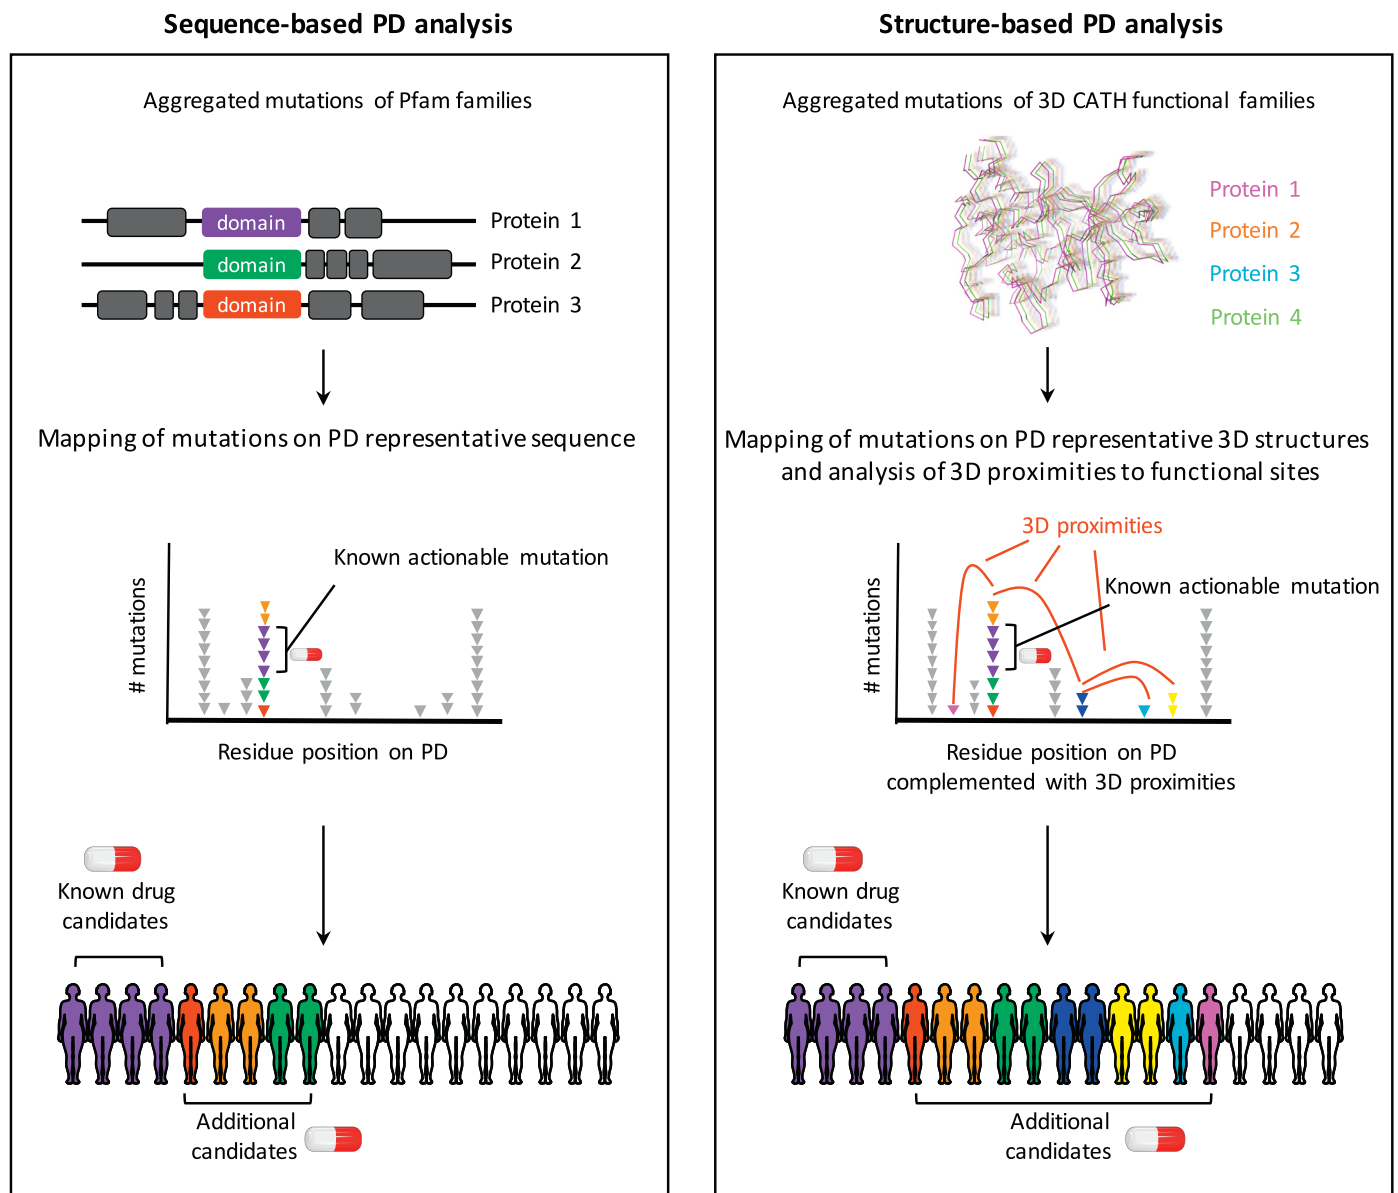 Sequence-based PD analysis
Aggregated mutations of Pfam families
domain
Protein 1
domain
Protein 2
domain
Protein 3
Mapping of mutations on PD representative sequence
Known actionable mutation
# mutations
Residue position on PD
Known drug
candidates
Additional
candidates
Structure-based PD analysis
Aggregated mutations of 3D CATH functional families
Protein 1
Protein 2
Protein 3
Protein 4
Mapping of mutations on PD representative 3D structures
and analysis of 3D proximities to functional sites
3D proximities
Known actionable mutation
# mutations
Residue position on PD
complemented with 3D proximities
Known drug
candidates
Additional
candidates